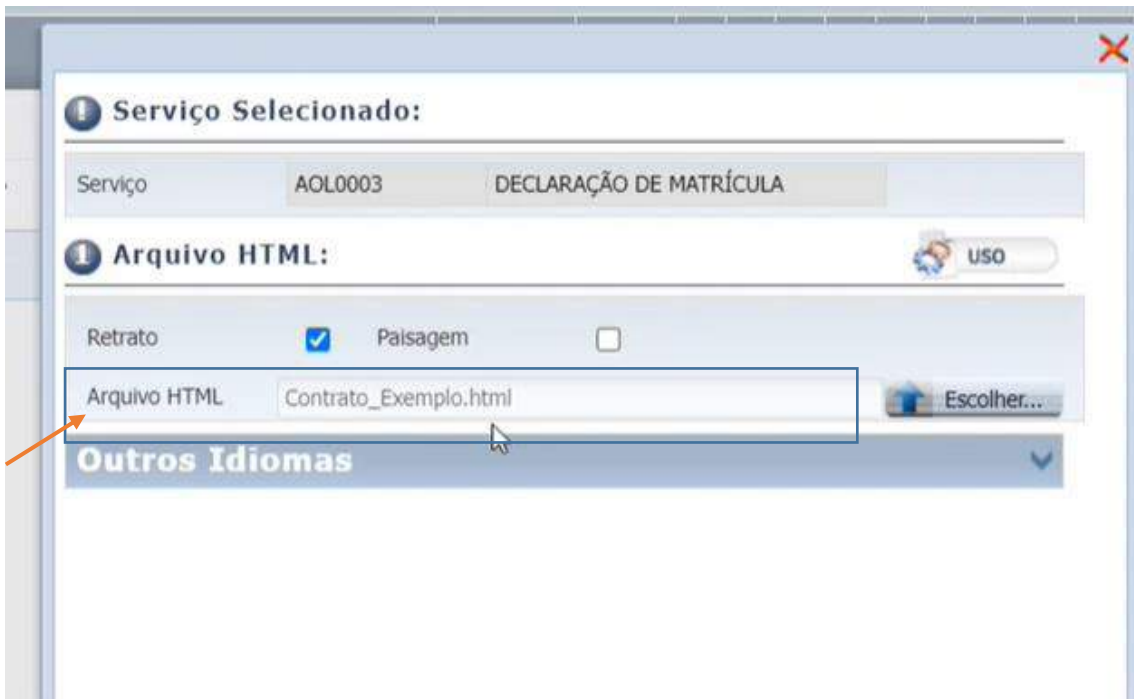 Serviço Selecionado:
Serviço AOL0003 DECLARAÇÃO DE MATRÍCULA
1 Arquivo HTML: USO
Retrato Paisagem
Arquivo HTML Contrato_Exemplo.html Escolher...
Outros Idiomas